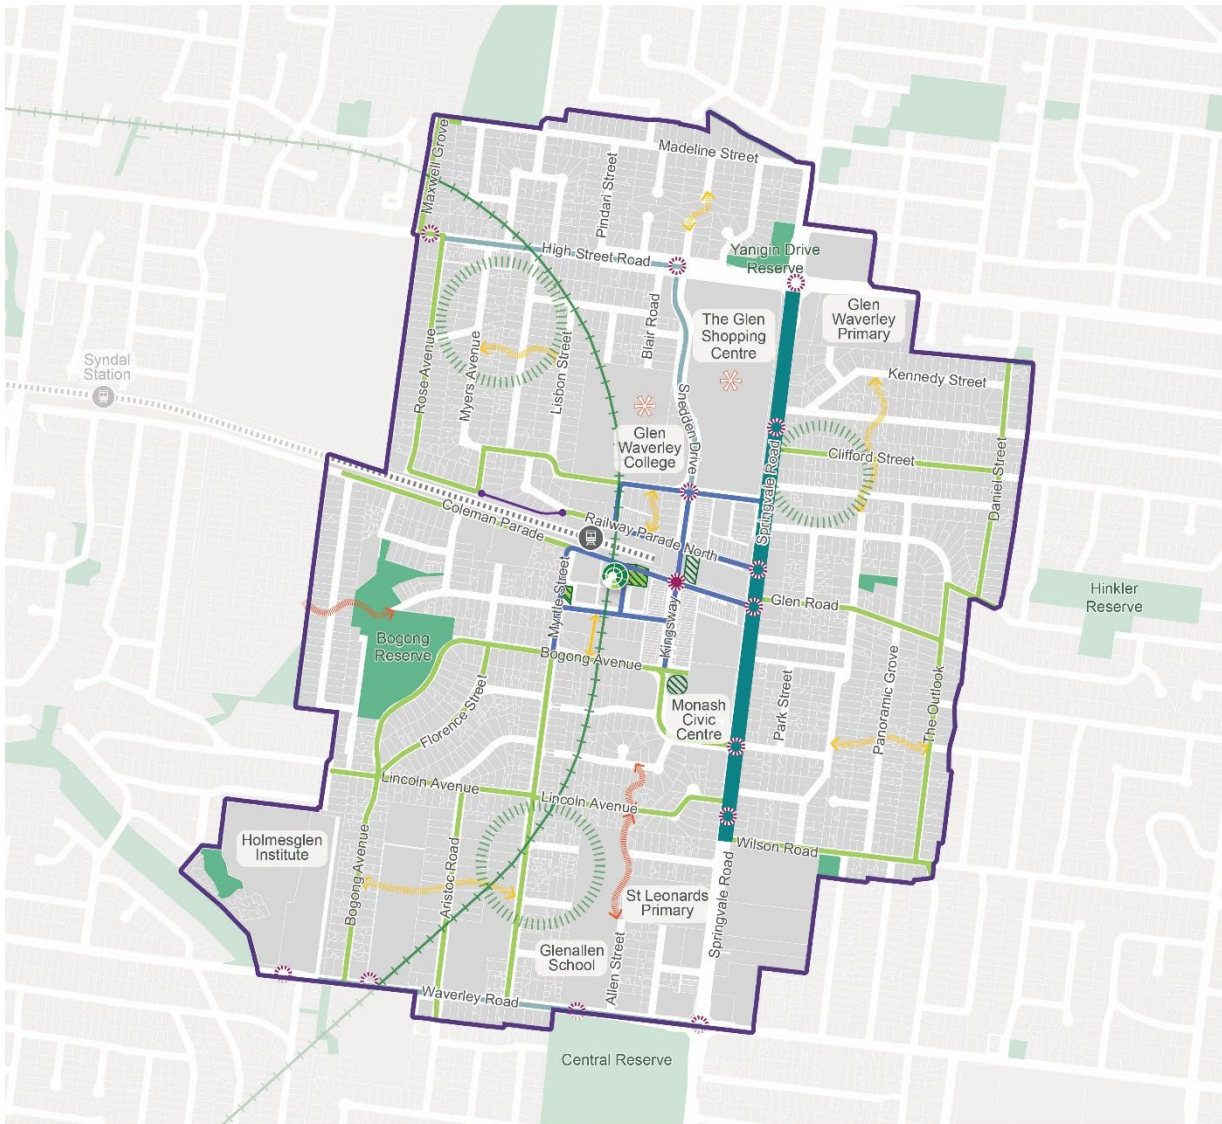 Maxwell Grove
Madeline Street
Pindari Street
High Street Road
Yanigin Drive
Reserve
Blair Road
The Glen
Shopping
Centre
Glen
Waverley
Primary
Syndal
Station
Rose Avenue
Myers Avenue
Lisbon Street
Snedden Drive
Kennedy Street
Glen
Waverley
College
Springvale Road
Clifford Street
Daniel Street
Coleman Parade
Railway Parade North
Hinkler
Reserve
Myrtle Street
Kingsway
Glen Road
Bogong
Reserve
Bogong Avenue
Florence Street
Monash
Civic
Centre
Park Street
Panoramic Grove
The Outlook
Lincoln Avenue
Lincoln Avenue
Holmesglen
Institute
Bogong Avenue
Aristoc Road
Wilson Road
St Leonards
Primary
Springvale Road
Glenallen
School
Allen Street
Waverley Road
Central Reserve